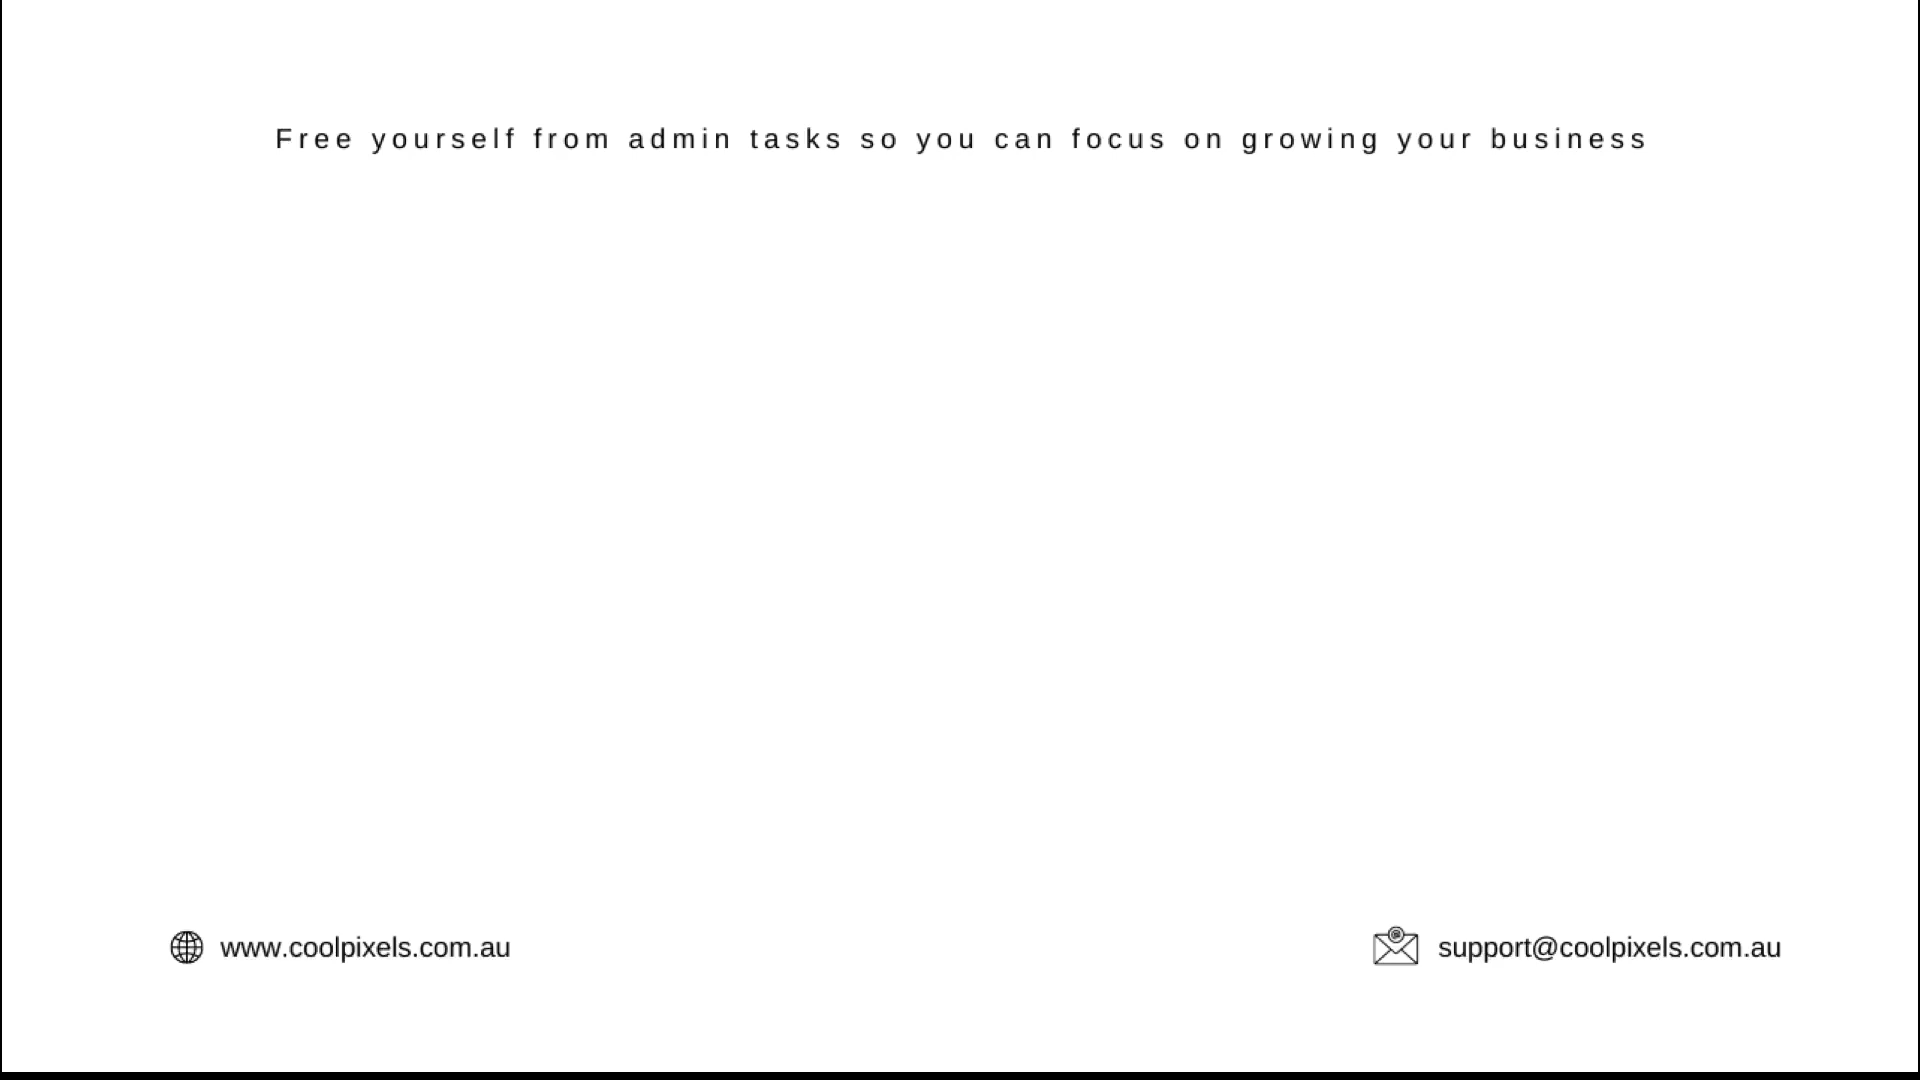 Free yourself from admin tasks so you can focus on growing your business
www.coolpixels.com.au
support@coolpixels.com.au